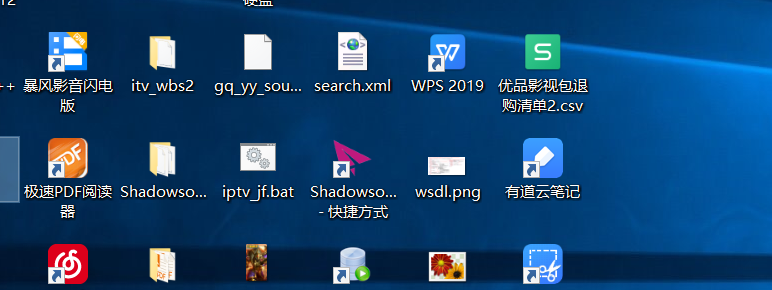 硬盘
++
暴风影音闪电
版
itv_wbs2
gq_yy_sou...
search.xml
WPS 2019
优品影视包退
购清单2.csv
极速PDF阅读
器
Shadowso...
iptv_jf.bat
Shadowso...
- 快捷方式
wsdl.png
有道云笔记